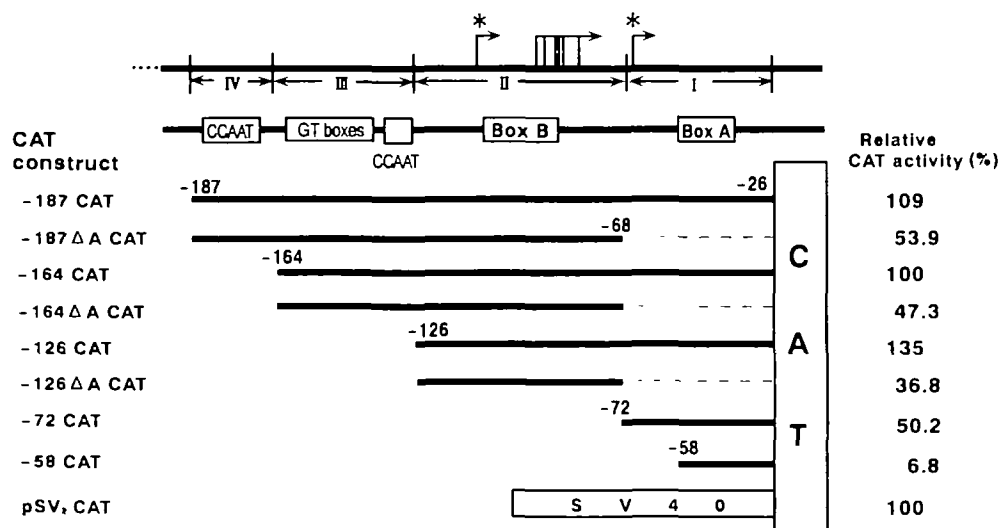 * *
IV III II I
CCAAT GT boxes Box B Box A
CAT construct
CCAAT
Relative CAT activity (%)
-187 CAT -187 -26 109
-187 Δ A CAT -68 53.9
-164 CAT -164 100
-164 Δ A CAT 47.3
-126 CAT -126 135
-126 Δ A CAT 36.8
-72 CAT -72 50.2
-58 CAT -58 6.8
pSV₂ CAT S V 4 0 100
C
A
T